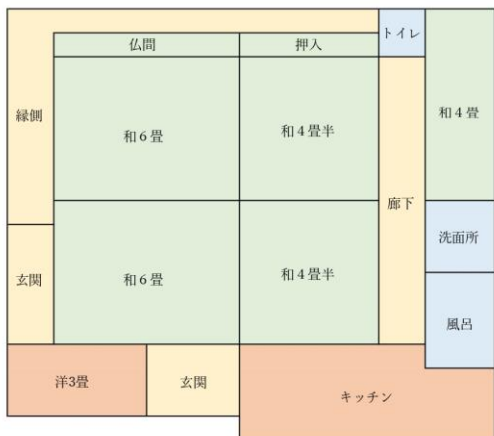 仏間
押入
トイレ
縁側
和6畳
和4畳半
和4畳
廊下
洗面所
玄関
和6畳
和4畳半
風呂
洋3畳
玄関
キッチン